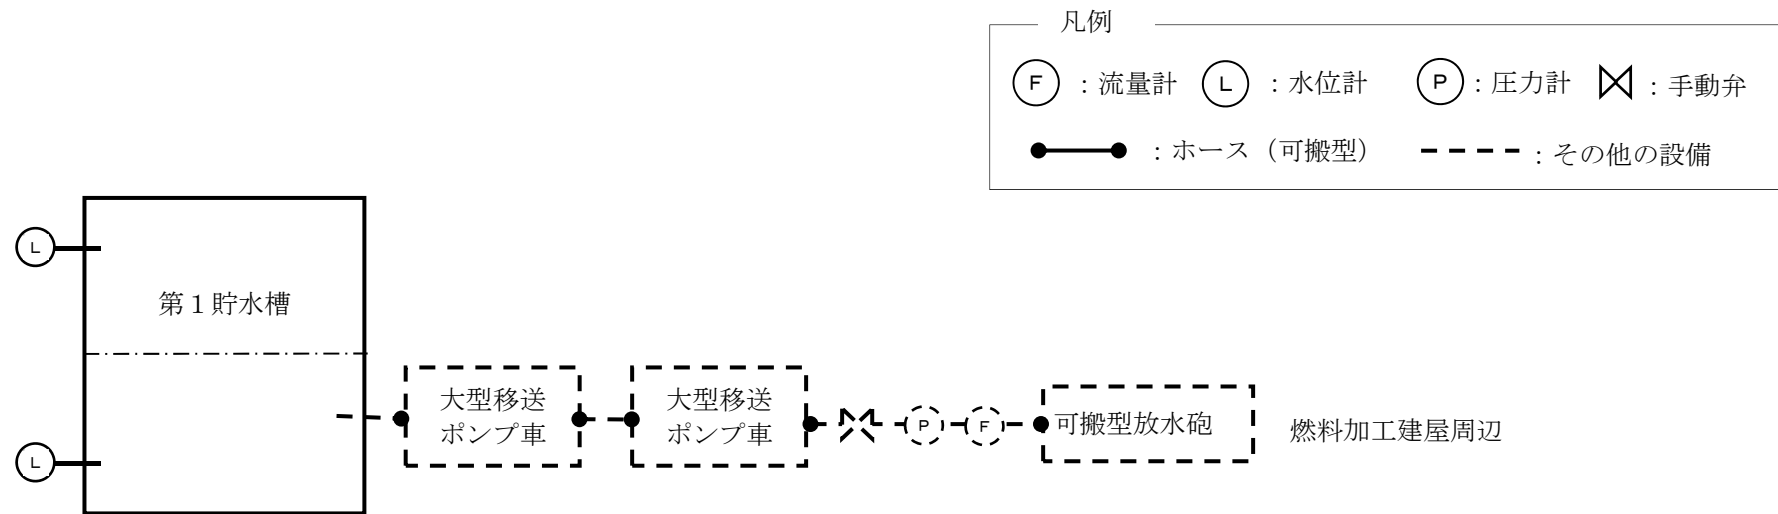 凡例
F ：流量計 L ：水位計 P ：圧力計 ：手動弁
：ホース（可搬型） ：その他の設備
L
第１貯水槽
大型移送
ポンプ車
大型移送
ポンプ車
P
F
可搬型放水砲
燃料加工建屋周辺
L